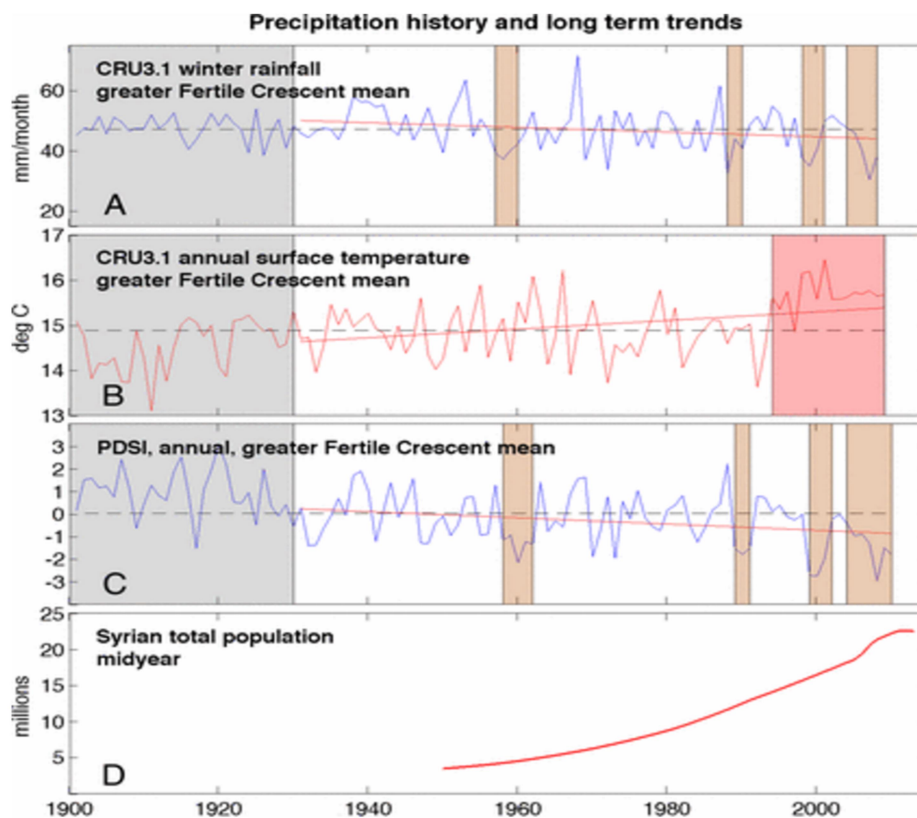 Precipitation history and long term trends
CRU3.1 winter rainfall
greater Fertile Crescent mean
mm/month
60
40
20
A
CRU3.1 annual surface temperature
greater Fertile Crescent mean
deg C
17
16
15
14
13
B
PDSI, annual, greater Fertile Crescent mean
3
2
1
0
-1
-2
-3
C
Syrian total population
midyear
millions
25
20
15
10
5
D
1900 1920 1940 1960 1980 2000